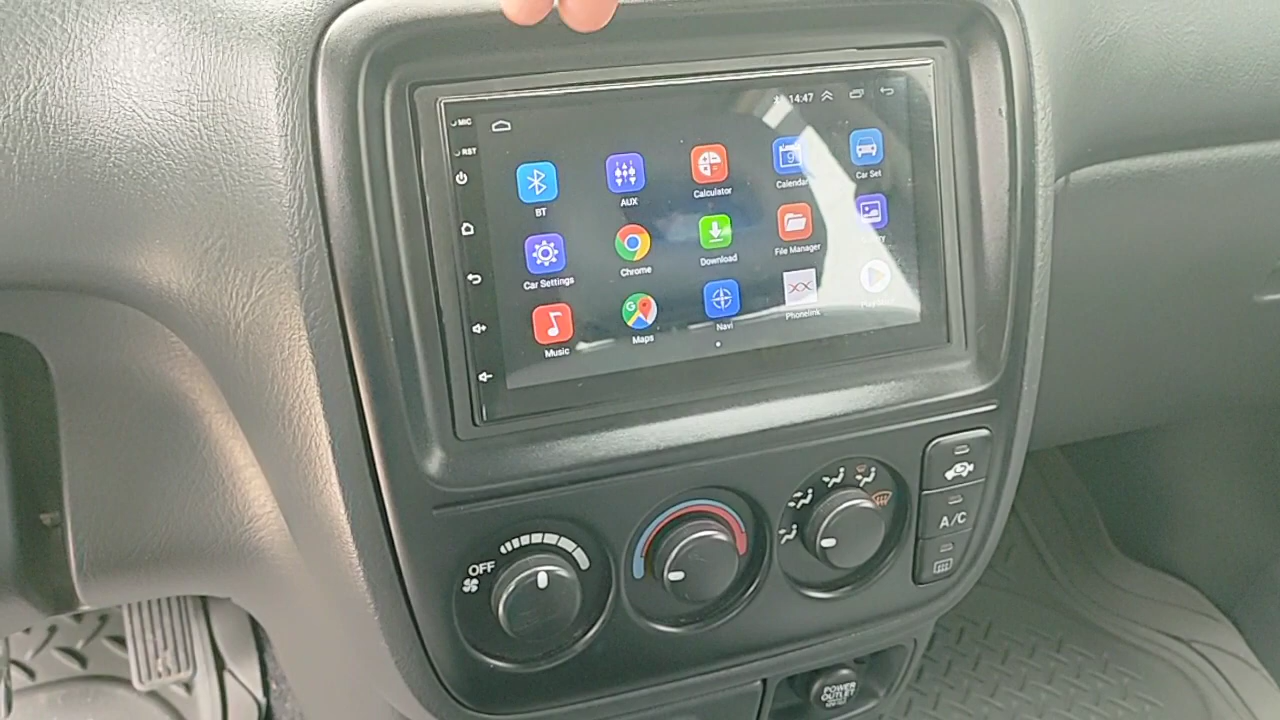 MIC
14:47
RST
BT
AUX
Calculator
Calendar
9
Car Set
Car Settings
Chrome
Download
File Manager
Music
Maps
Navi
Phonelink
OFF
A/C
POWER
OUTLET